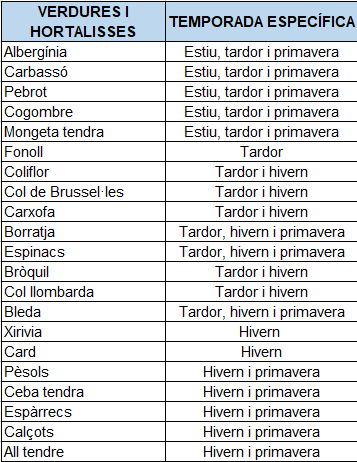 VERDURES I HORTALISSES TEMPORADA ESPECÍFICA
Albergínia Estiu, tardor i primavera
Carbassó Estiu, tardor i primavera
Pebrot Estiu, tardor i primavera
Cogombre Estiu, tardor i primavera
Mongeta tendra Estiu, tardor i primavera
Fonoll Tardor
Coliflor Tardor i hivern
Col de Brussel·les Tardor i hivern
Carxofa Tardor i hivern
Borratja Tardor, hivern i primavera
Espinacs Tardor, hivern i primavera
Bròquil Tardor i hivern
Col llombarda Tardor i hivern
Bleda Tardor, hivern i primavera
Xirivia Hivern
Card Hivern
Pèsols Hivern i primavera
Ceba tendra Hivern i primavera
Espàrrecs Hivern i primavera
Calçots Hivern i primavera
All tendre Hivern i primavera